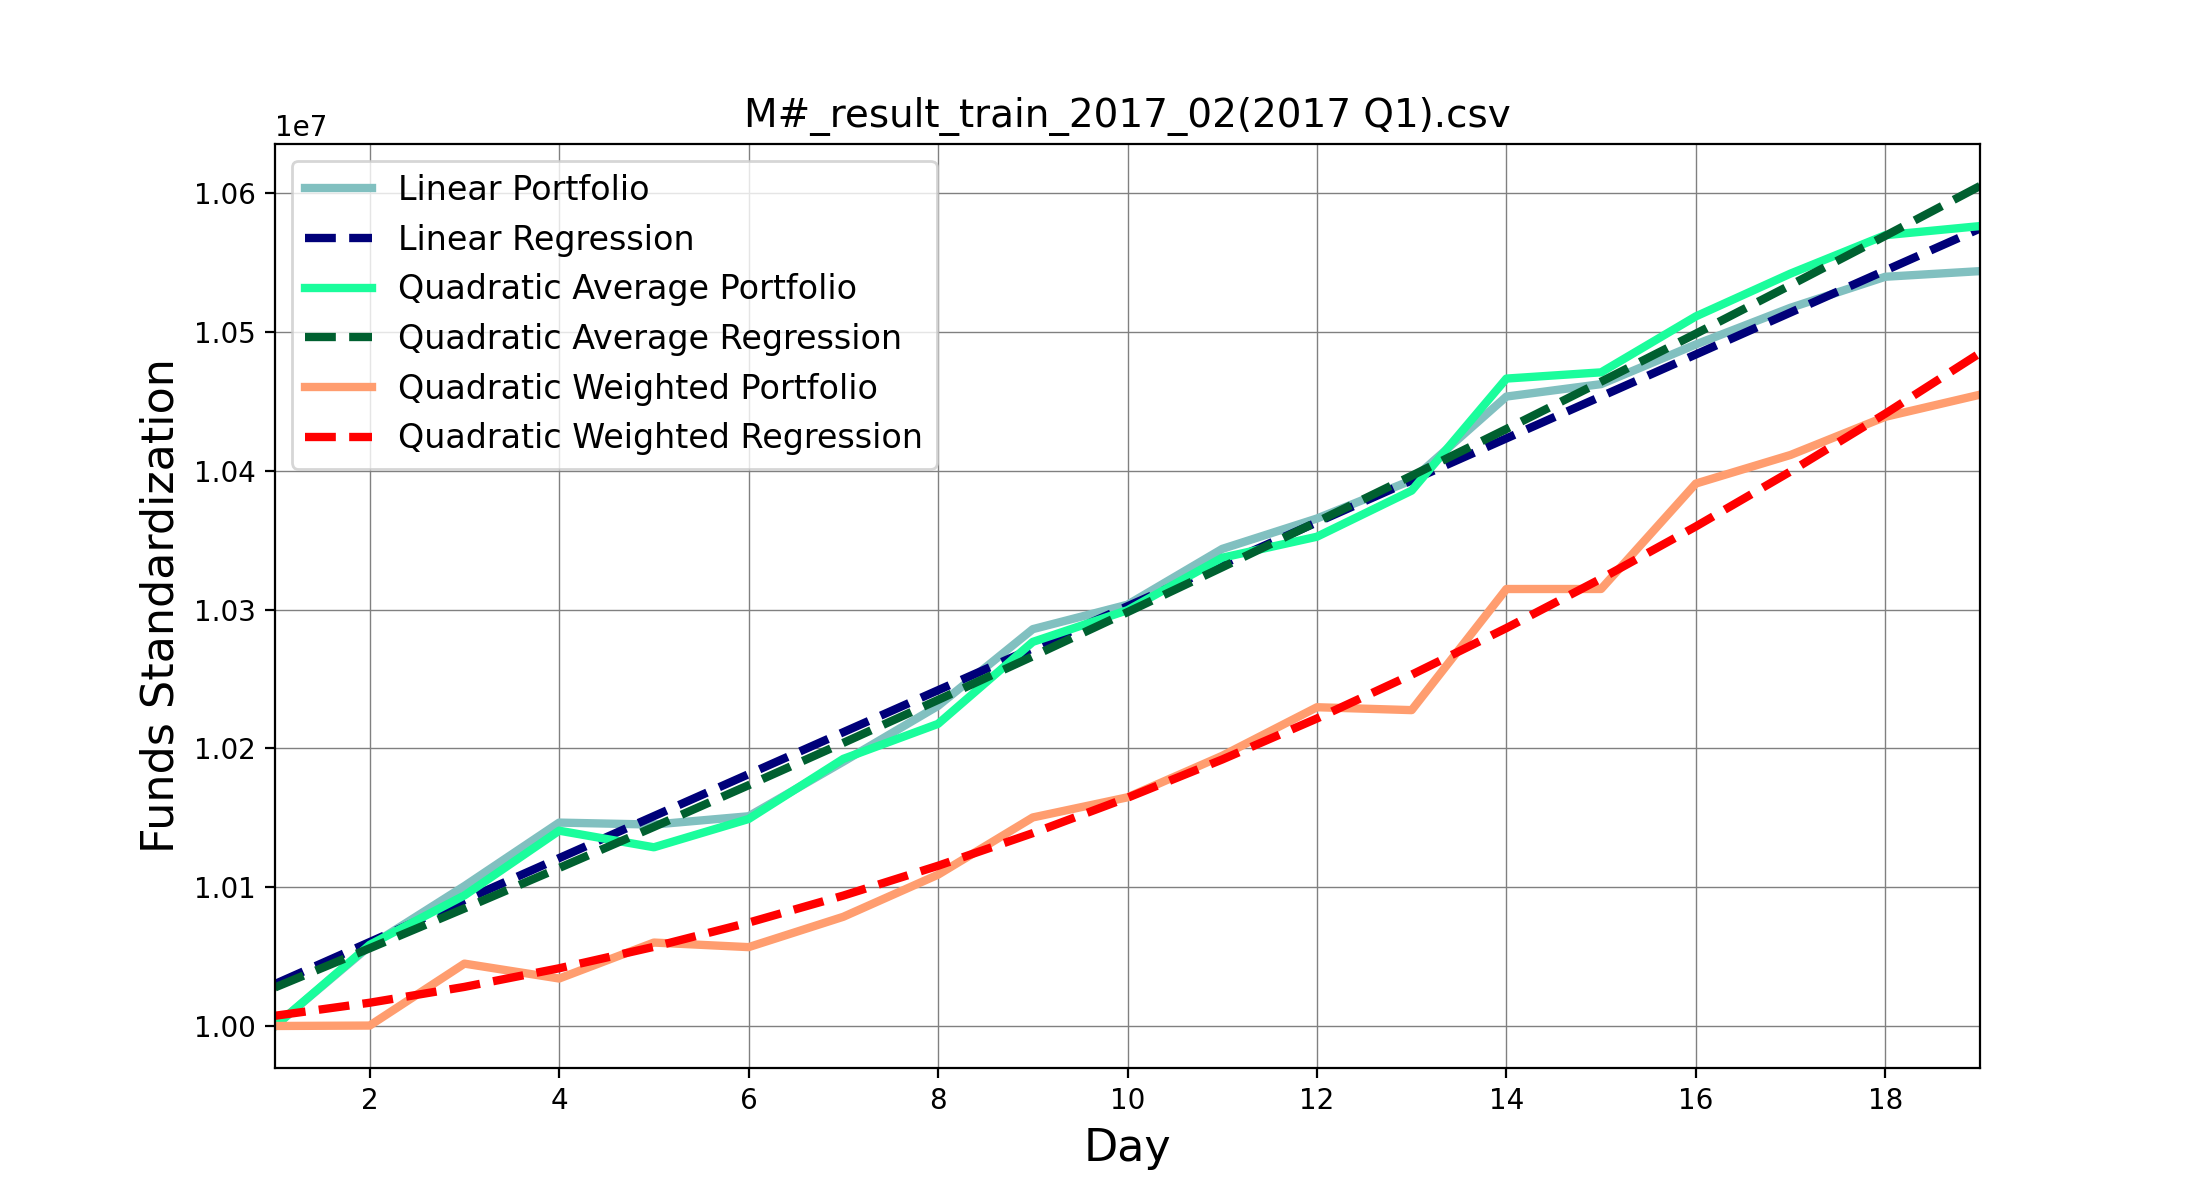 M#_result_train_2017_02(2017 Q1).csv
1e7
Linear Portfolio
Linear Regression
Quadratic Average Portfolio
Quadratic Average Regression
Quadratic Weighted Portfolio
Quadratic Weighted Regression
1.06
1.05
1.04
1.03
1.02
1.01
1.00
Funds Standardization
2 4 6 8 10 12 14 16 18
Day